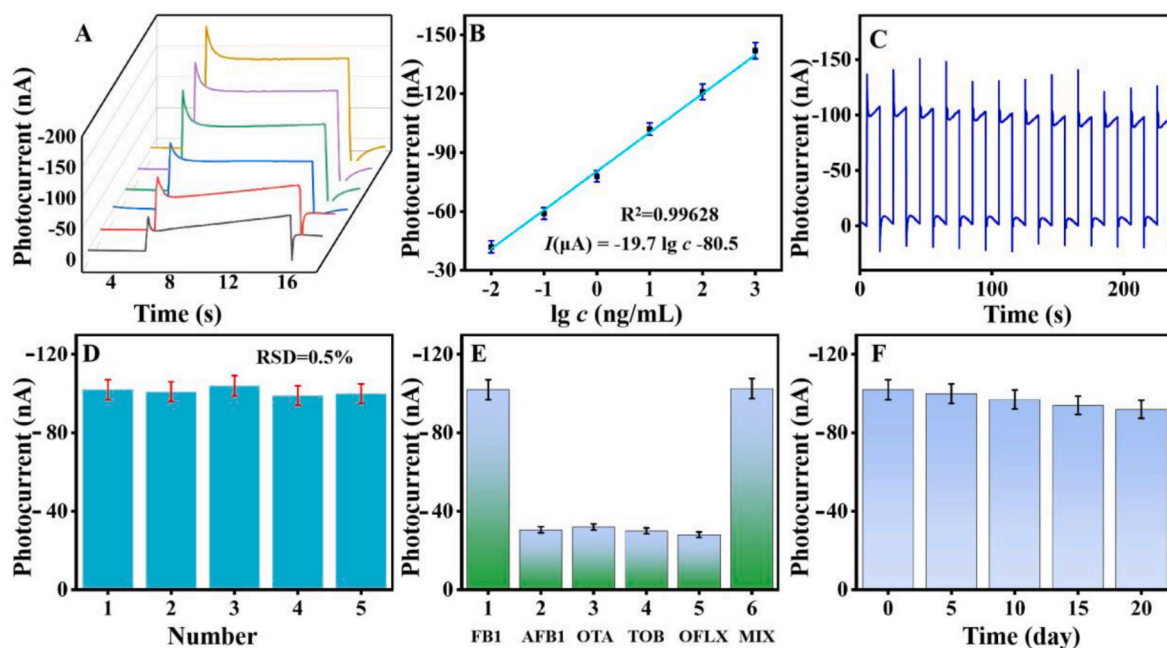 A
Photocurrent (nA)
-200
-150
-100
-50
0
4
8
12
16
Time (s)
B
Photocurrent (nA)
-150
-120
-90
-60
-30
R²=0.99628
I(μA) = -19.7 lg c -80.5
-2 -1 0 1 2 3
lg c (ng/mL)
C
Photocurrent (nA)
-150
-100
-50
0
0 100 200
Time (s)
D
RSD=0.5%
Photocurrent (nA)
-120
-80
-40
0
1 2 3 4 5
Number
E
Photocurrent (nA)
-120
-80
-40
0
1 2 3 4 5 6
FB1 AFB1 OTA TOB OFLX MIX
F
Photocurrent (nA)
-120
-80
-40
0
0 5 10 15 20
Time (day)